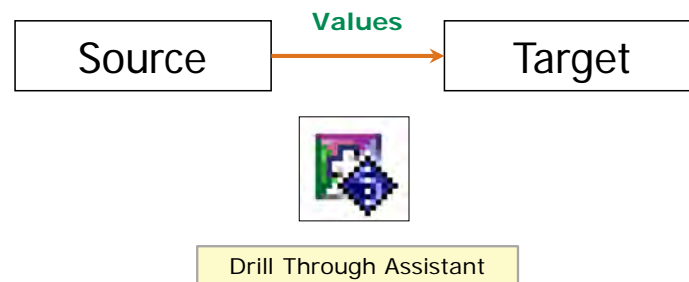 Values
Source
Target
Drill Through Assistant